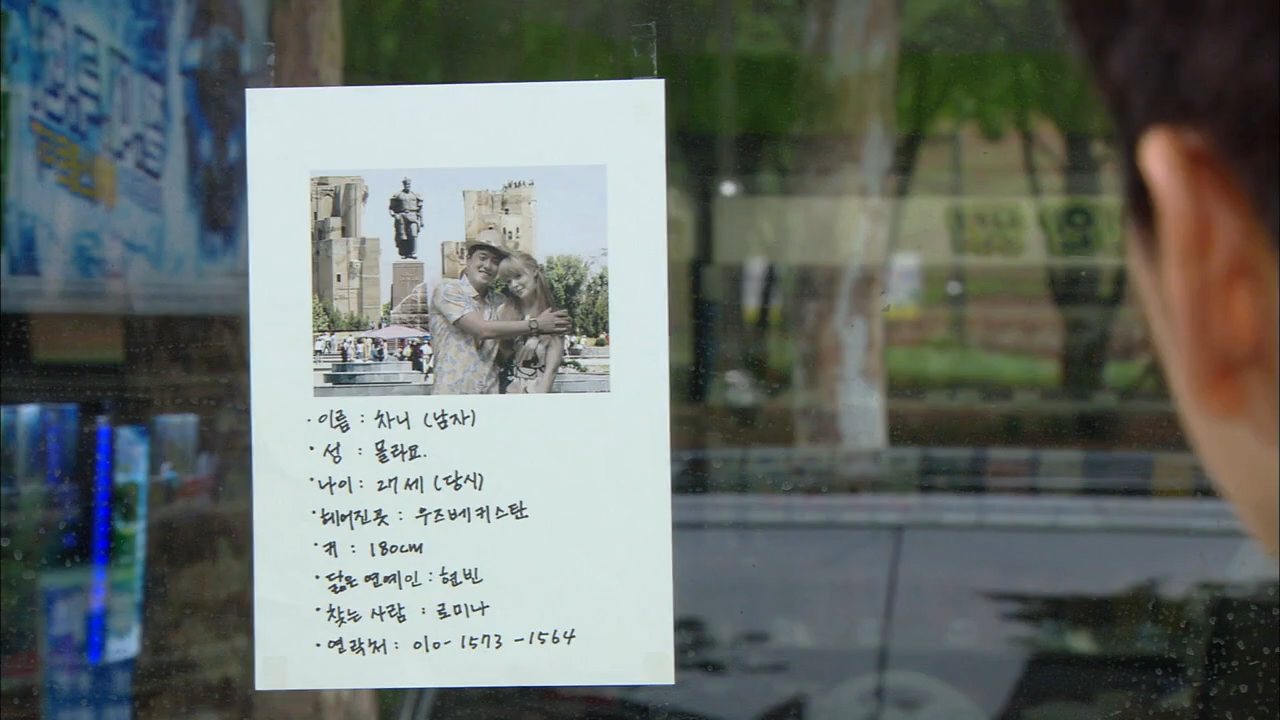 · 이름 : 차니 (남자)
· 성 : 몰라요.
· 나이 : 27세 (당시)
· 헤어진 곳 : 우즈베키스탄
· 키 : 180cm
· 닮은 연예인 : 현빈
· 찾는 사람 : 로미나
· 연락처 : 010-1573-1564